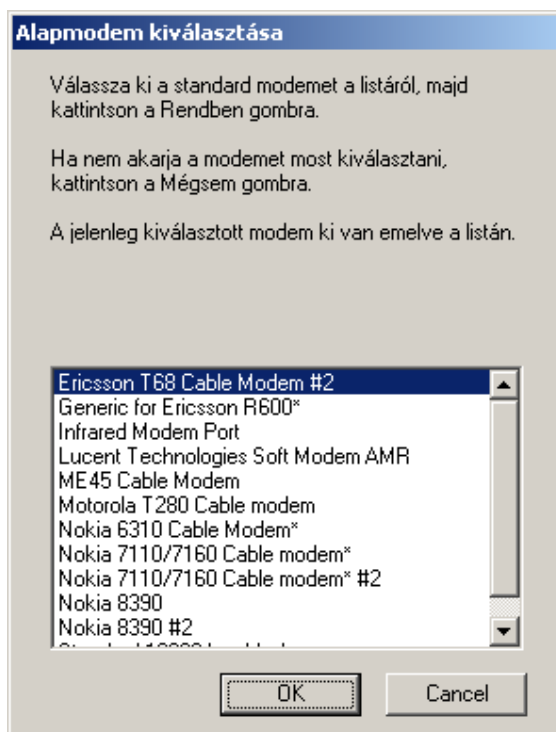 Alapmodem kiválasztása
Válassza ki a standard modemet a listáról, majd
kattintson a Rendben gombra.
Ha nem akarja a modemet most kiválasztani,
kattintson a Mégsem gombra.
A jelenleg kiválasztott modem ki van emelve a listán.
Ericsson T68 Cable Modem #2
Generic for Ericsson R600*
Infrared Modem Port
Lucent Technologies Soft Modem AMR
ME45 Cable Modem
Motorola T280 Cable modem
Nokia 6310 Cable Modem*
Nokia 7110/7160 Cable modem*
Nokia 7110/7160 Cable modem* #2
Nokia 8390
Nokia 8390 #2
OK
Cancel